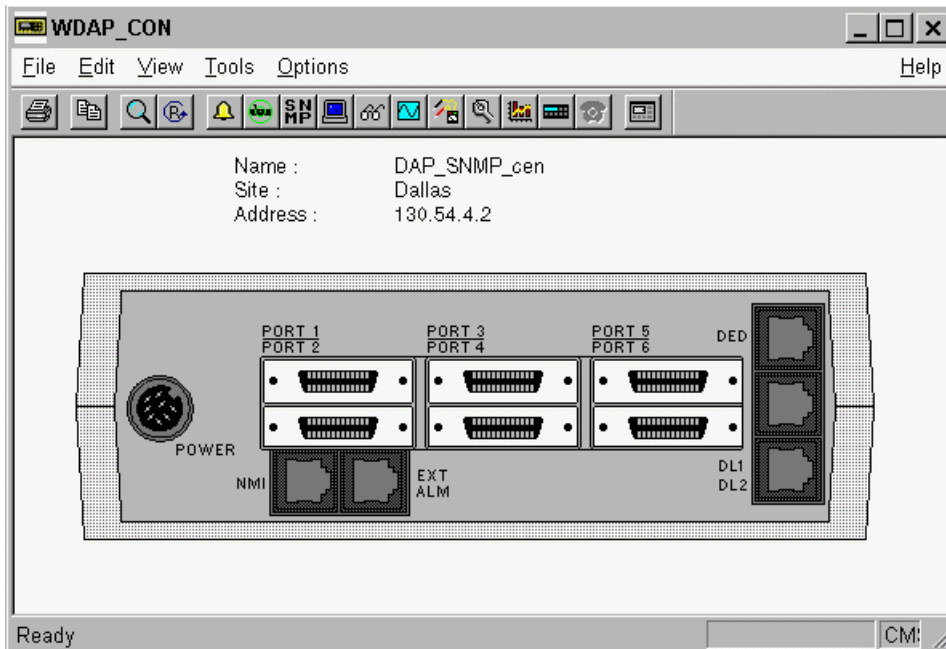 WDAP_CON
File Edit View Tools Options Help
SN
MP
Name : DAP_SNMP_cen
Site : Dallas
Address : 130.54.4.2
PORT 1 PORT 3 PORT 5
PORT 2 PORT 4 PORT 6
DED
POWER
NMI
EXT
ALM
DL1
DL2
Ready